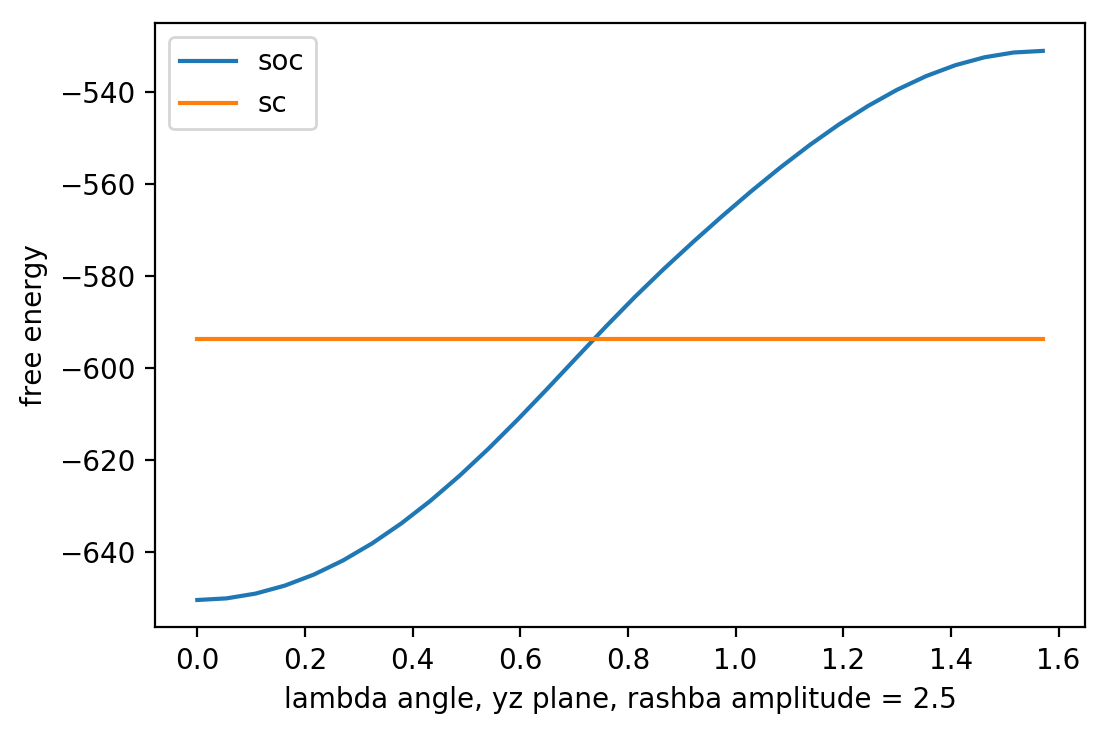 soc
sc
−540
−560
−580
−600
−620
−640
free energy
0.0 0.2 0.4 0.6 0.8 1.0 1.2 1.4 1.6
lambda angle, yz plane, rashba amplitude = 2.5